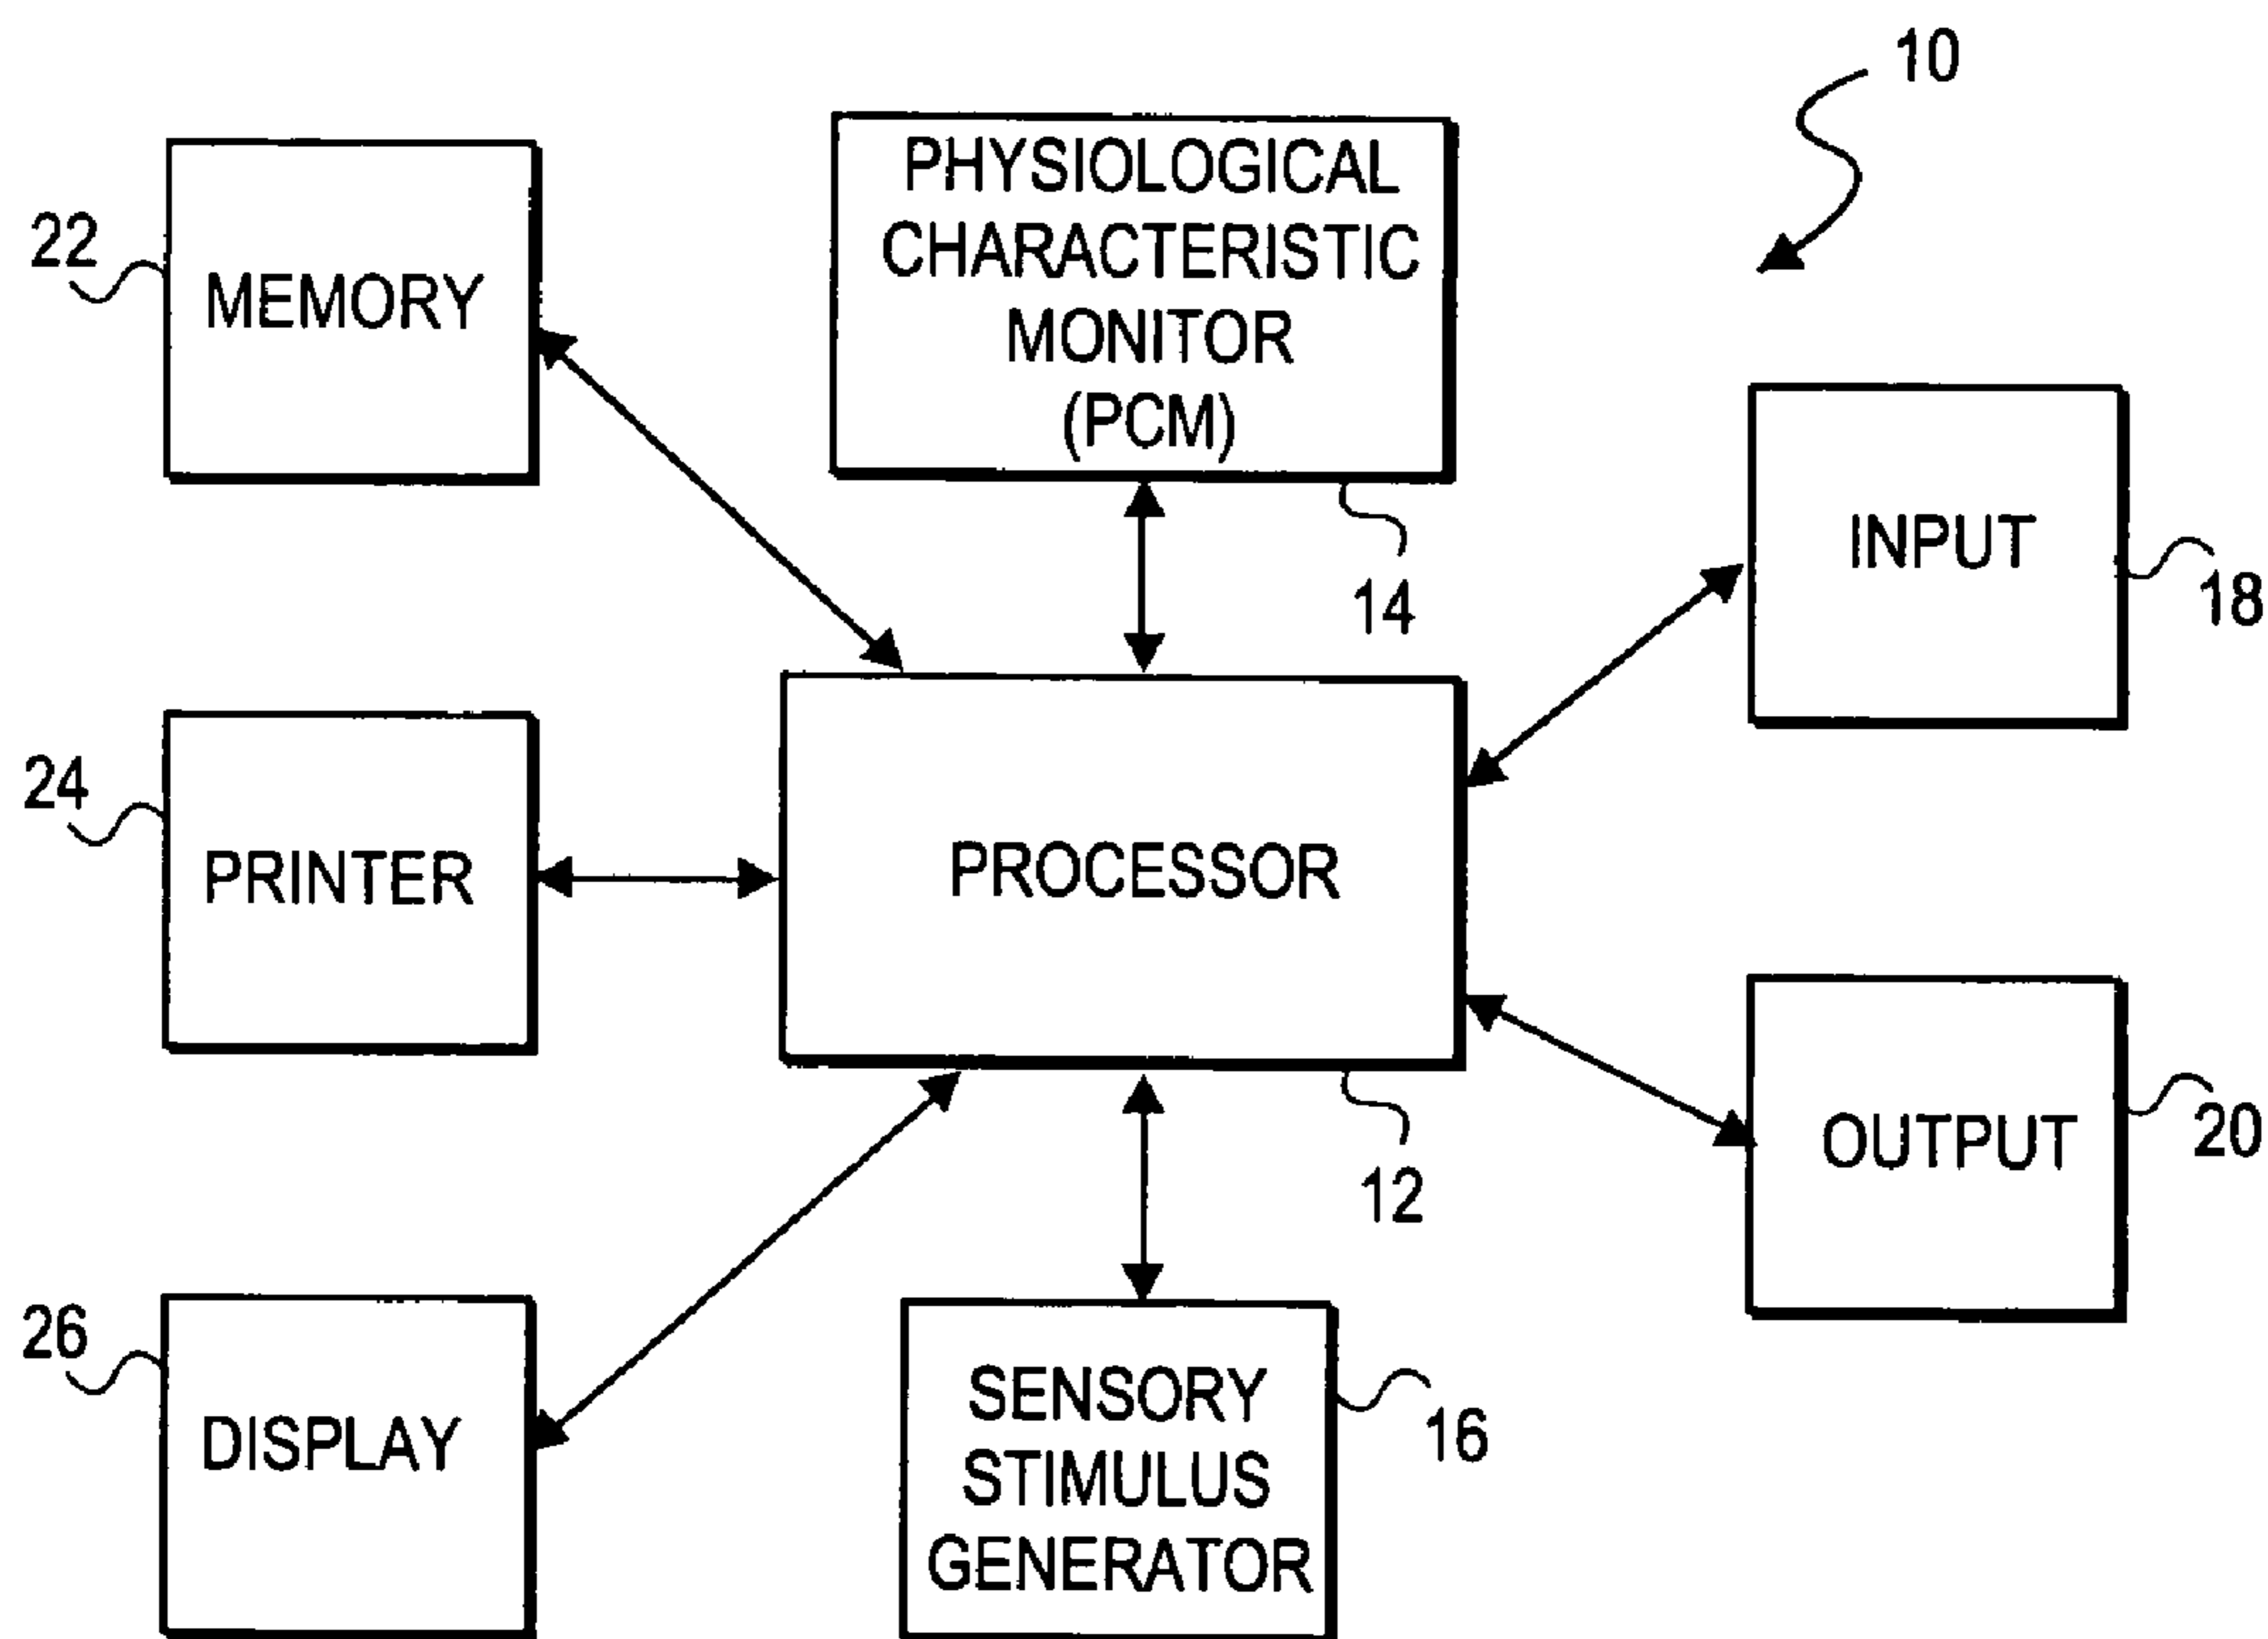 10
PHYSIOLOGICAL
CHARACTERISTIC
MONITOR
(PCM)
22
MEMORY
INPUT
14
18
24
PRINTER
PROCESSOR
OUTPUT
20
12
26
DISPLAY
SENSORY
STIMULUS
GENERATOR
16